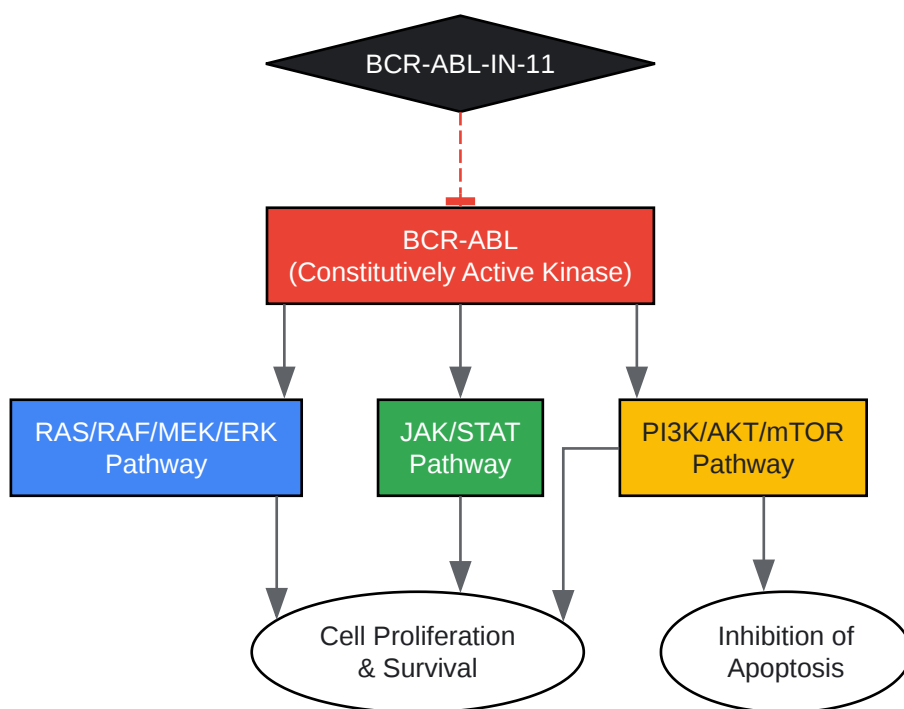 BCR-ABL-IN-11
BCR-ABL
(Constitutively Active Kinase)
RAS/RAF/MEK/ERK
Pathway
JAK/STAT
Pathway
PI3K/AKT/mTOR
Pathway
Cell Proliferation
& Survival
Inhibition of
Apoptosis